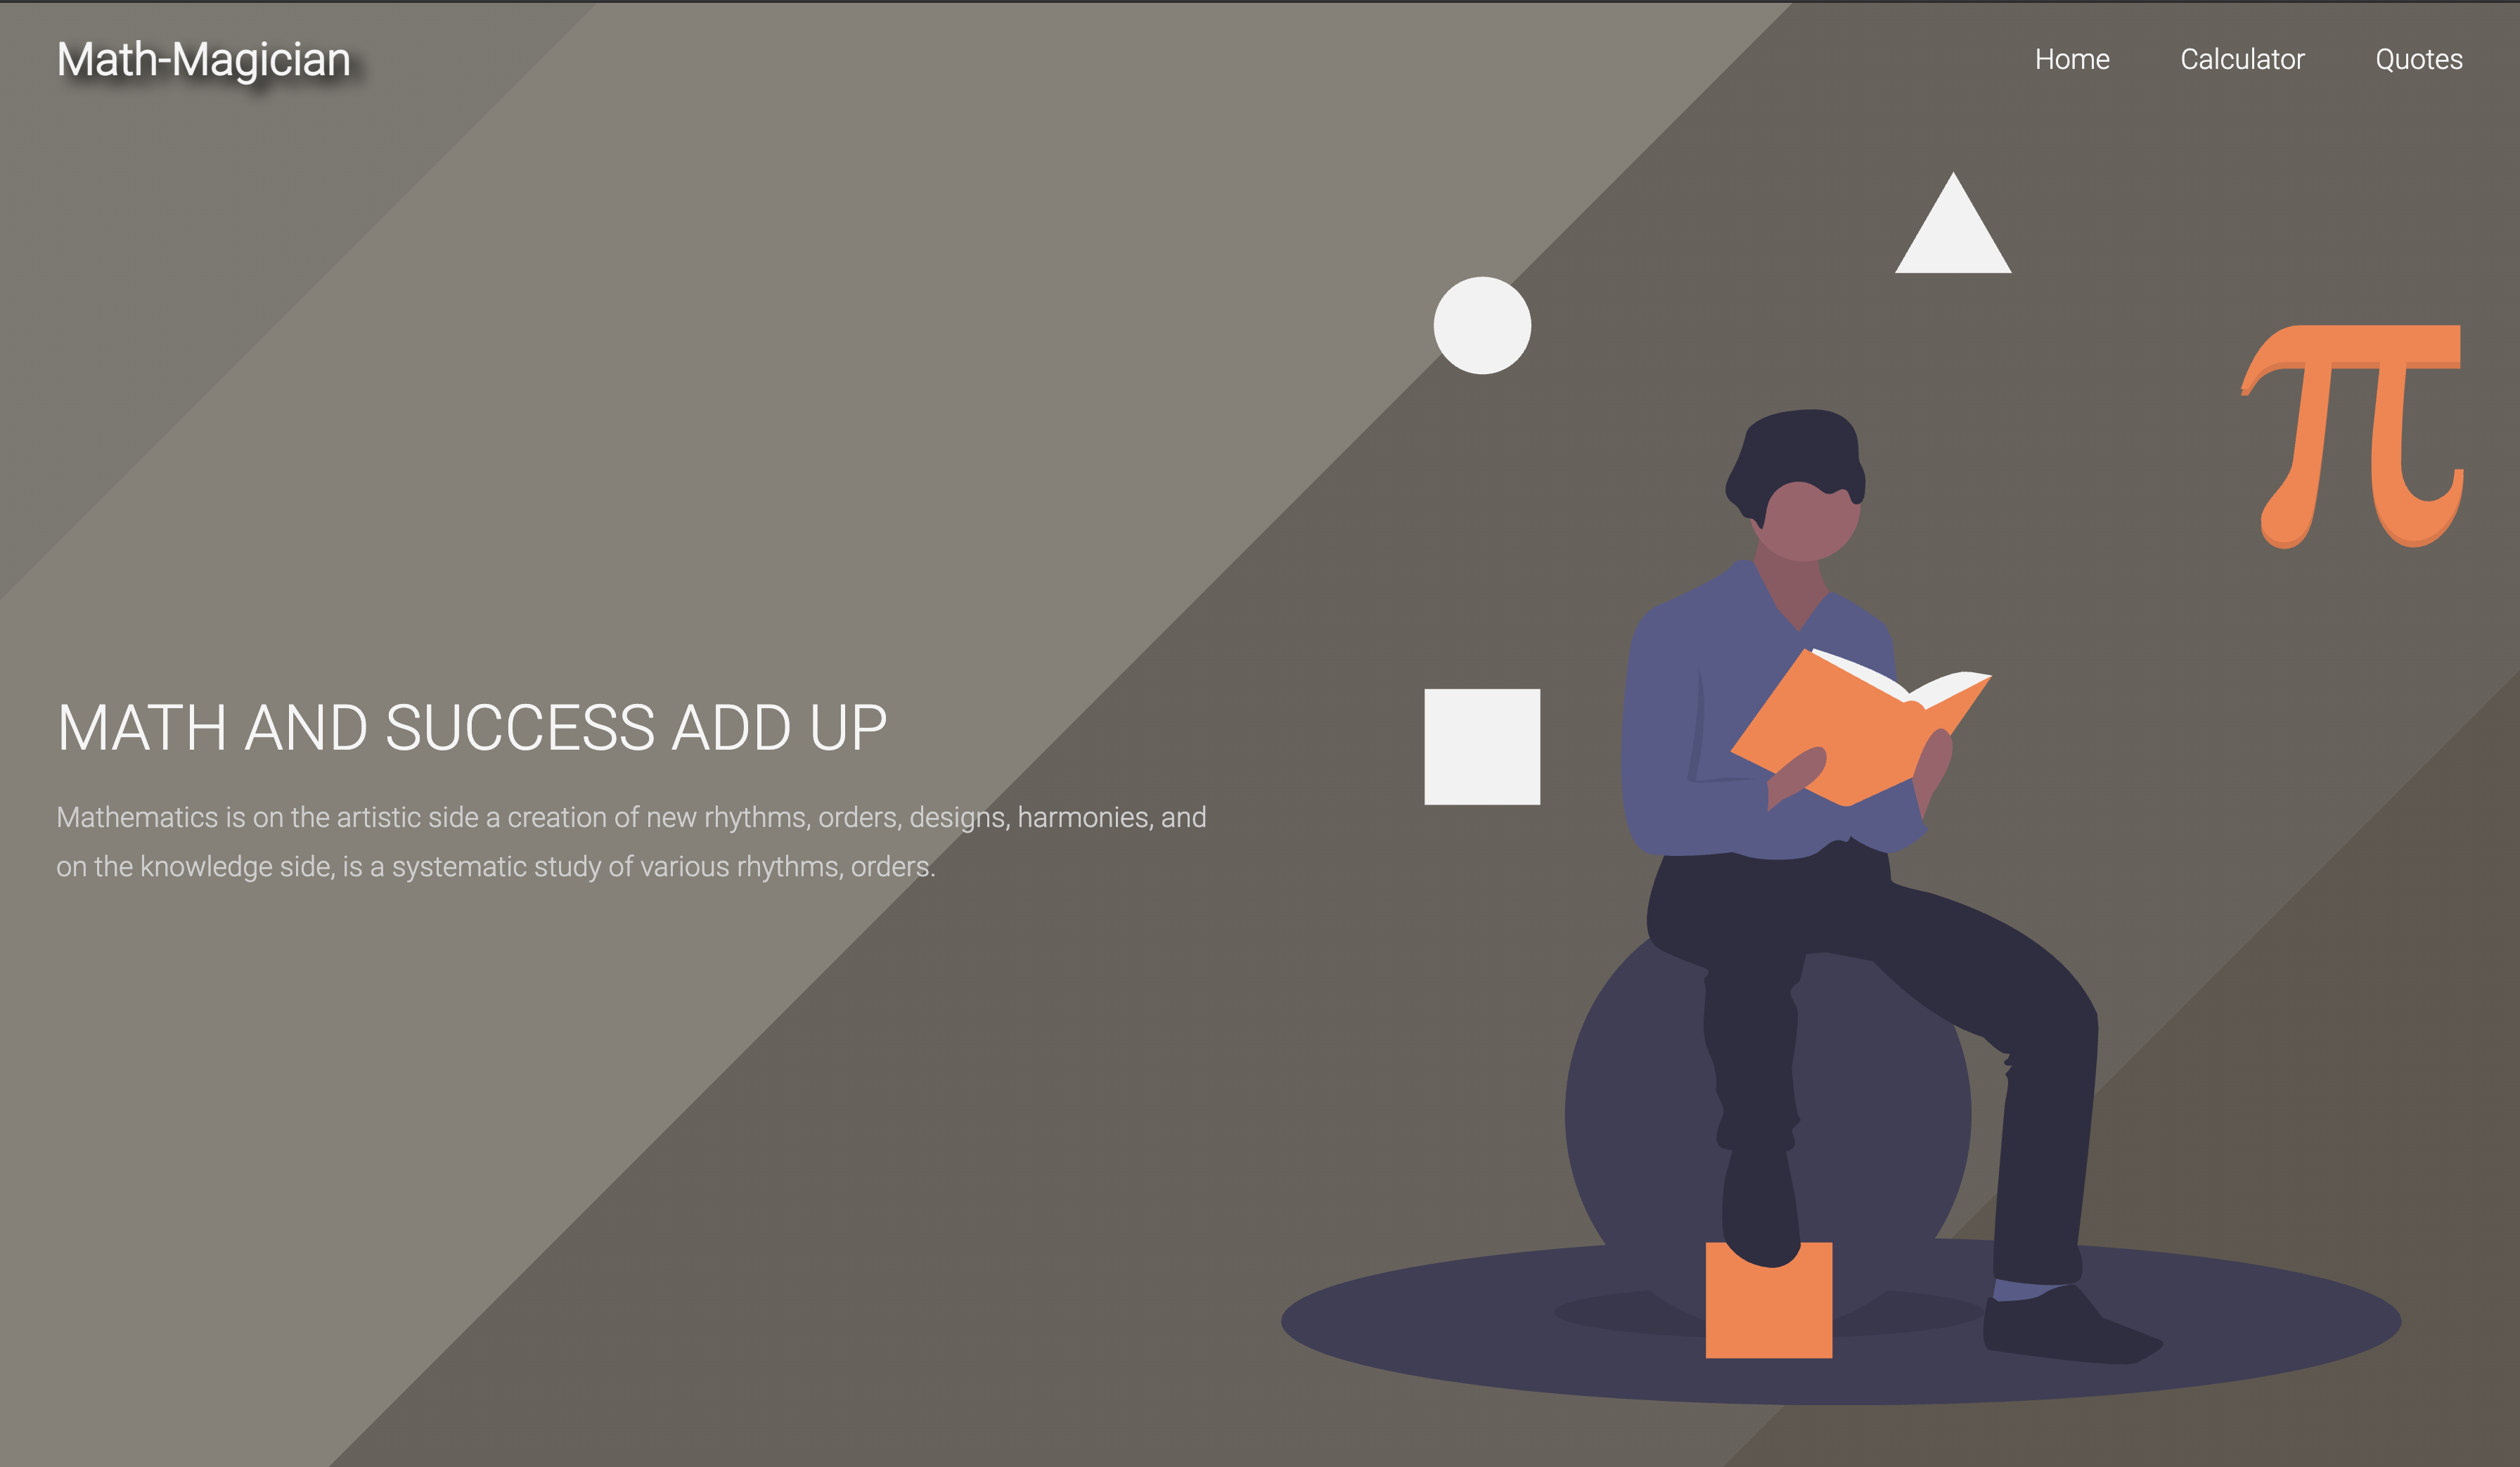 Math-Magician
Home Calculator Quotes
MATH AND SUCCESS ADD UP
Mathematics is on the artistic side a creation of new rhythms, orders, designs, harmonies, and
on the knowledge side, is a systematic study of various rhythms, orders.
π